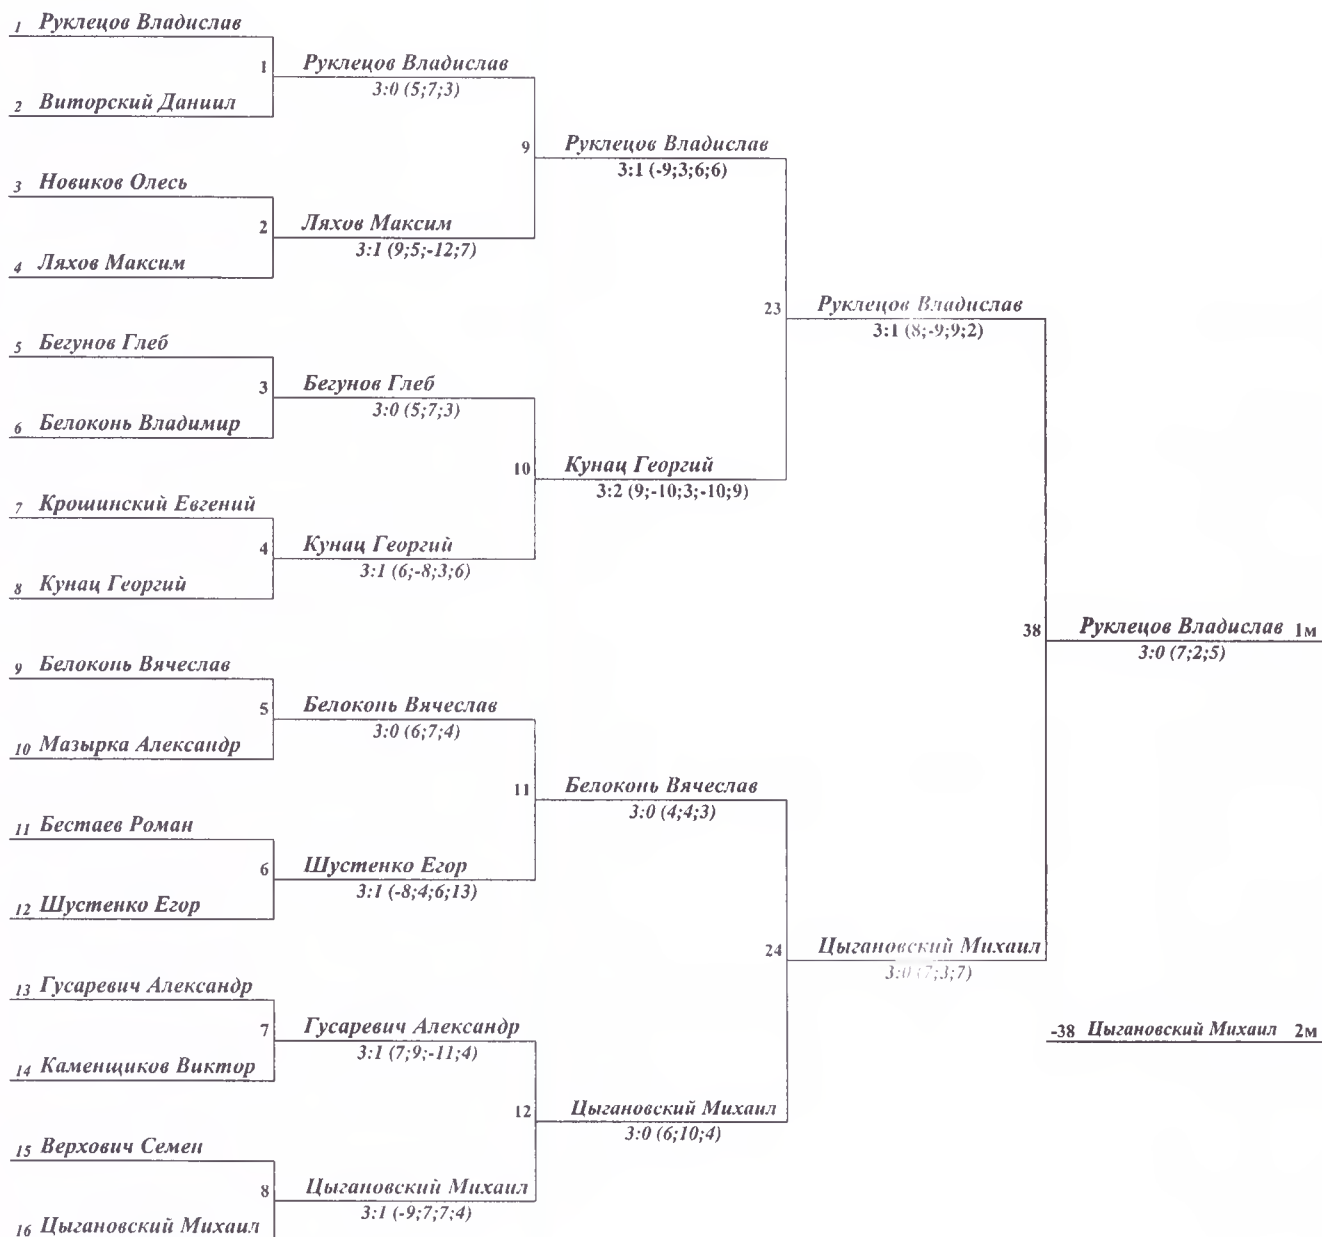 1 Руклецов Владислав
1 Руклецов Владислав
3:0 (5;7;3)
2 Виторский Даниил
9 Руклецов Владислав
3:1 (-9;3;6;6)
3 Новиков Олесь
2 Ляхов Максим
3:1 (9;5;-12;7)
4 Ляхов Максим
23 Руклецов Владислав
3:1 (8;-9;9;2)
5 Бегунов Глеб
3 Бегунов Глеб
3:0 (5;7;3)
6 Белоконь Владимир
10 Кунац Георгий
3:2 (9;-10;3;-10;9)
7 Крошинский Евгений
4 Кунац Георгий
3:1 (6;-8;3;6)
8 Кунац Георгий
38 Руклецов Владислав 1м
3:0 (7;2;5)
9 Белоконь Вячеслав
5 Белоконь Вячеслав
3:0 (6;7;4)
10 Мазырка Александр
11 Белоконь Вячеслав
3:0 (4;4;3)
11 Бестаев Роман
6 Шустенко Егор
3:1 (-8;4;6;13)
12 Шустенко Егор
24 Цыгановский Михаил
3:0 (7;3;7)
13 Гусаревич Александр
7 Гусаревич Александр
3:1 (7;9;-11;4)
-38 Цыгановский Михаил 2м
14 Каменщиков Виктор
12 Цыгановский Михаил
3:0 (6;10;4)
15 Верхович Семен
8 Цыгановский Михаил
3:1 (-9;7;7;4)
16 Цыгановский Михаил